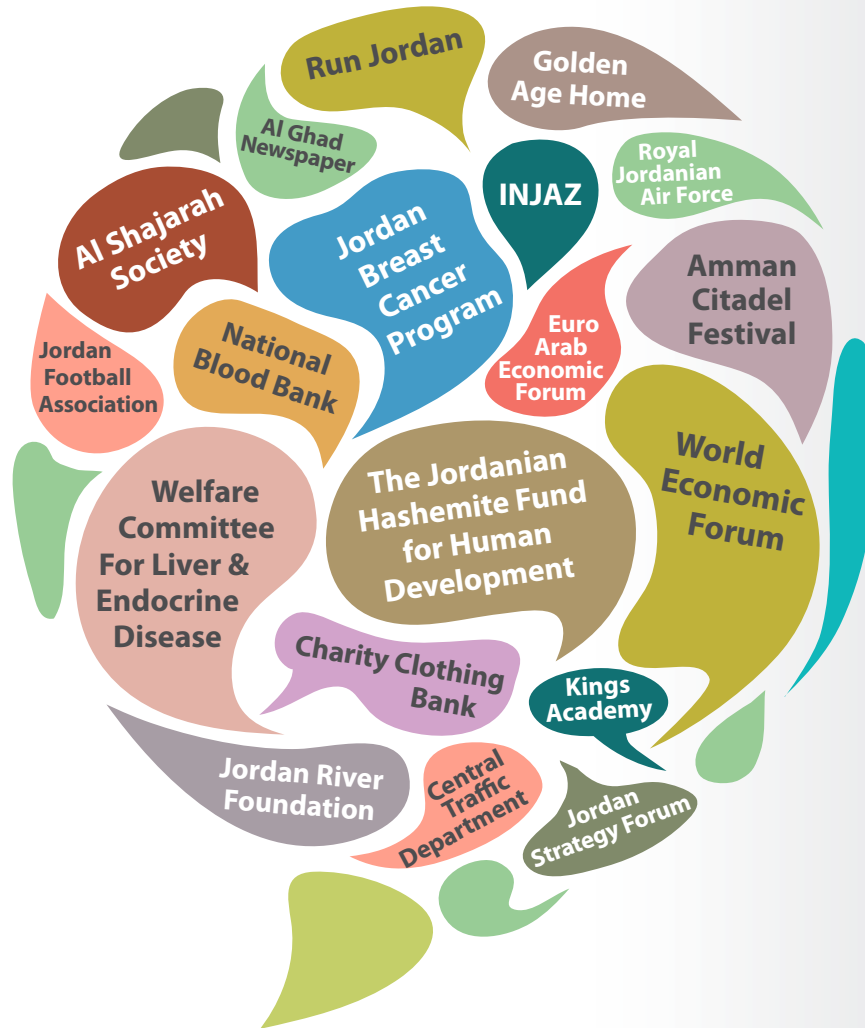 Run Jordan
Golden
Age Home
Al Ghad
Newspaper
Royal
Jordanian
Air Force
INJAZ
Al Shajarah
Society
Jordan
Breast
Cancer
Program
Amman
Citadel
Festival
National
Blood Bank
Euro
Arab
Economic
Forum
Jordan
Football
Association
World
Economic
Forum
The Jordanian
Hashemite Fund
for Human
Development
Welfare
Committee
For Liver &
Endocrine
Disease
Charity Clothing
Bank
Kings
Academy
Jordan River
Foundation
Central
Traffic
Department
Jordan
Strategy Forum